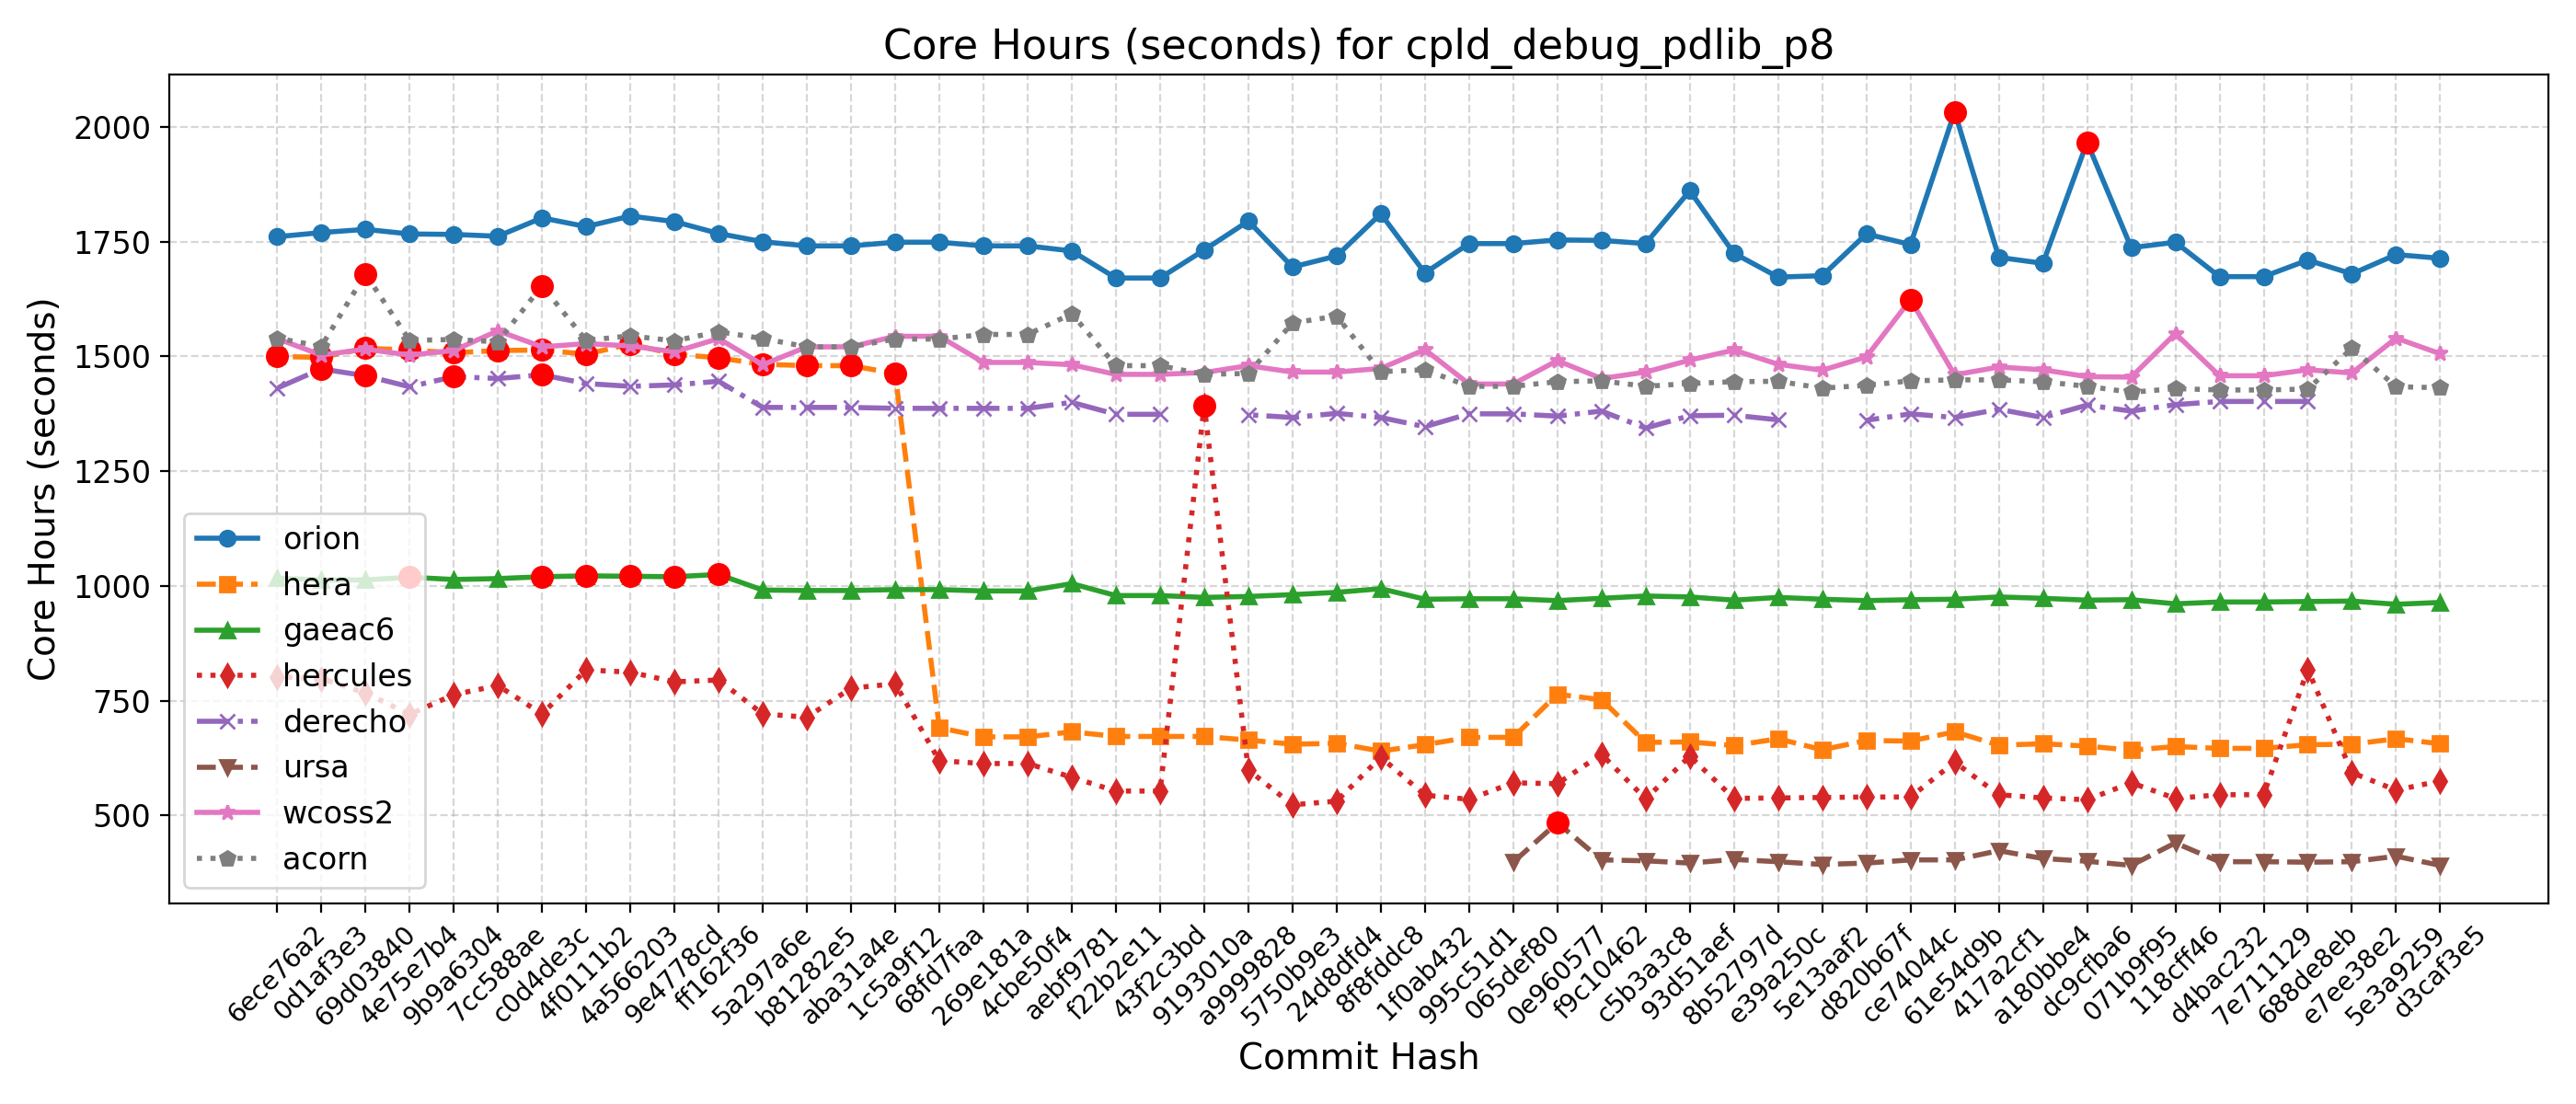 Core Hours (seconds) for cpld_debug_pdlib_p8
Core Hours (seconds)
2000
1750
1500
1250
1000
750
500
orion
hera
gaeac6
hercules
derecho
ursa
wcoss2
acorn
6ece76a2
0d1af3e3
69d03840
4e75e7b4
9b9a6304
7cc588ae
c0d4de3c
4f0111b2
4a566203
9e4778cd
ff162f36
5a297a6e
b81282e5
aba31a4e
1c5a9f12
68fd7faa
269e181a
4cbe50f4
aebf9781
f22b2e11
43f2c3bd
9193010a
a9999828
5750b9e3
24d8dfd4
8f8fddc8
1f0ab432
995c51d1
065def80
0e960577
f9c10462
c5b3a3c8
93d51aef
8b52797d
e39a250c
5e13aaf2
d820b67f
ce74044c
61e54d9b
417a2cf1
a180bbe4
dc9cfba6
071b9f95
118cff46
d4bac232
7e711129
688de8eb
e7ee38e2
5e3a9259
d3caf3e5
Commit Hash